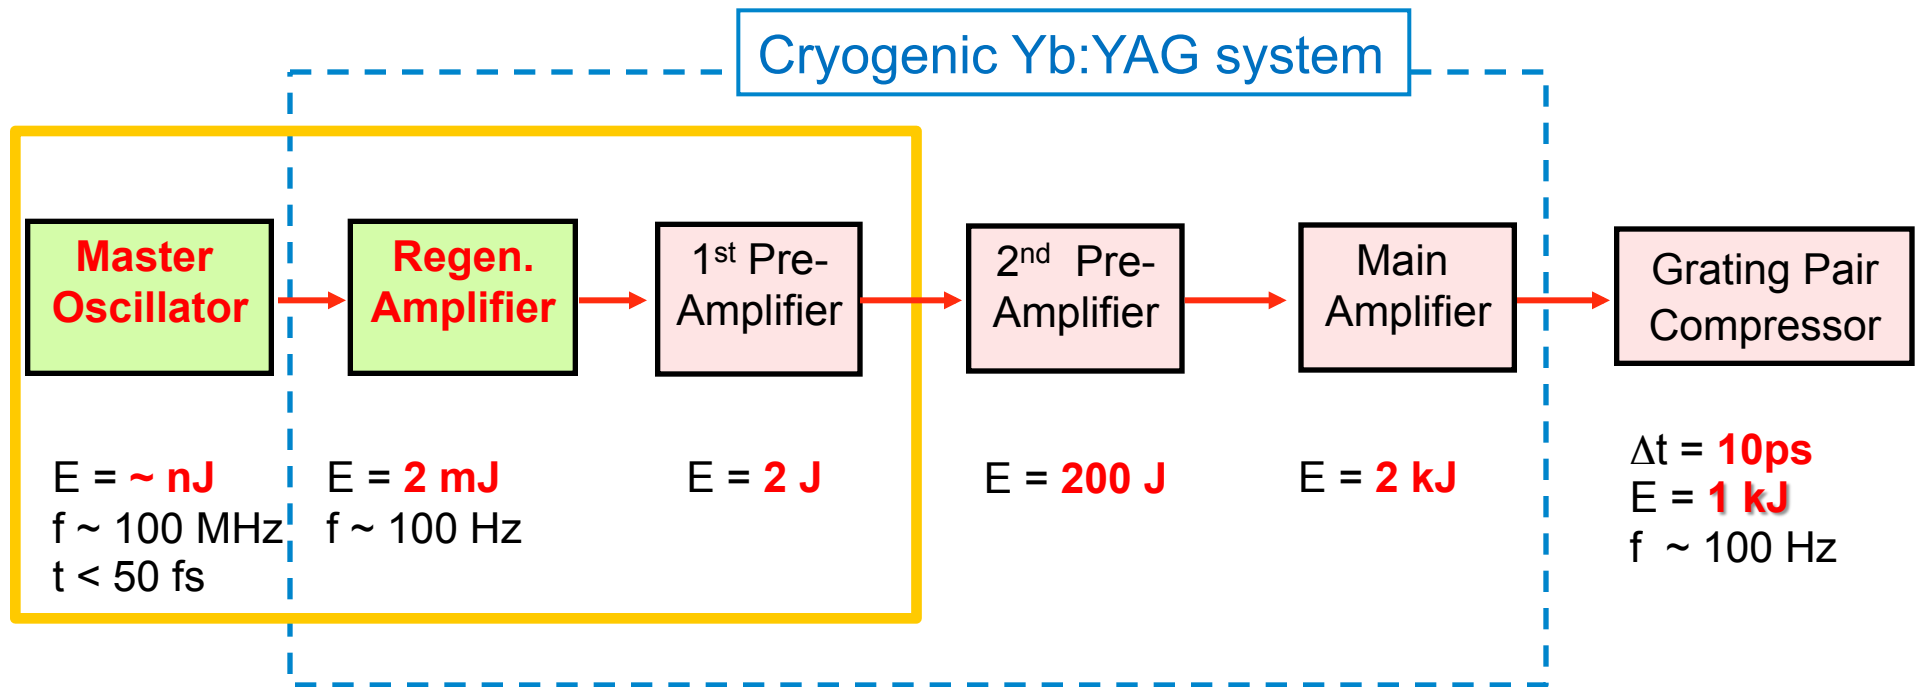 Cryogenic Yb:YAG system
Master
Oscillator
Regen.
Amplifier
1st Pre-
Amplifier
2nd Pre-
Amplifier
Main
Amplifier
Grating Pair
Compressor
E = ~ nJ
f ~ 100 MHz
t < 50 fs
E = 2 mJ
f ~ 100 Hz
E = 2 J
E = 200 J
E = 2 kJ
Δt = 10ps
E = 1 kJ
f ~ 100 Hz